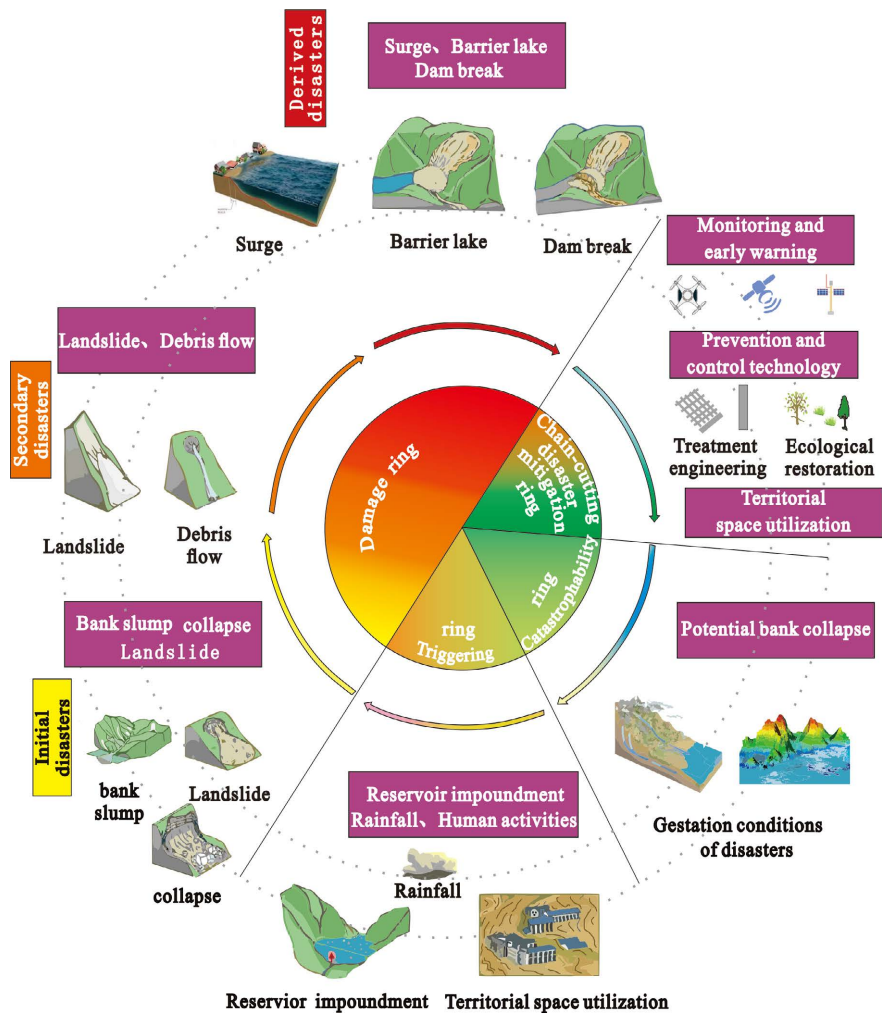 Derived
disasters
Surge、Barrier lake
Dam break
Surge
Barrier lake
Dam break
Monitoring and
early warning
Prevention and
control technology
Treatment
engineering
Ecological
restoration
Territorial
space utilization
Secondary
disasters
Landslide、Debris flow
Landslide
Debris
flow
Damage ring
Chain-cutting
disaster
mitigation
ring
ring
Catastrophability
ring
Triggering
Initial
disasters
Bank slump collapse
Landslide
bank
slump
Landslide
collapse
Potential bank collapse
Gestation conditions
of disasters
Reservoir impoundment
Rainfall、Human activities
Rainfall
Reservior impoundment
Territorial space utilization